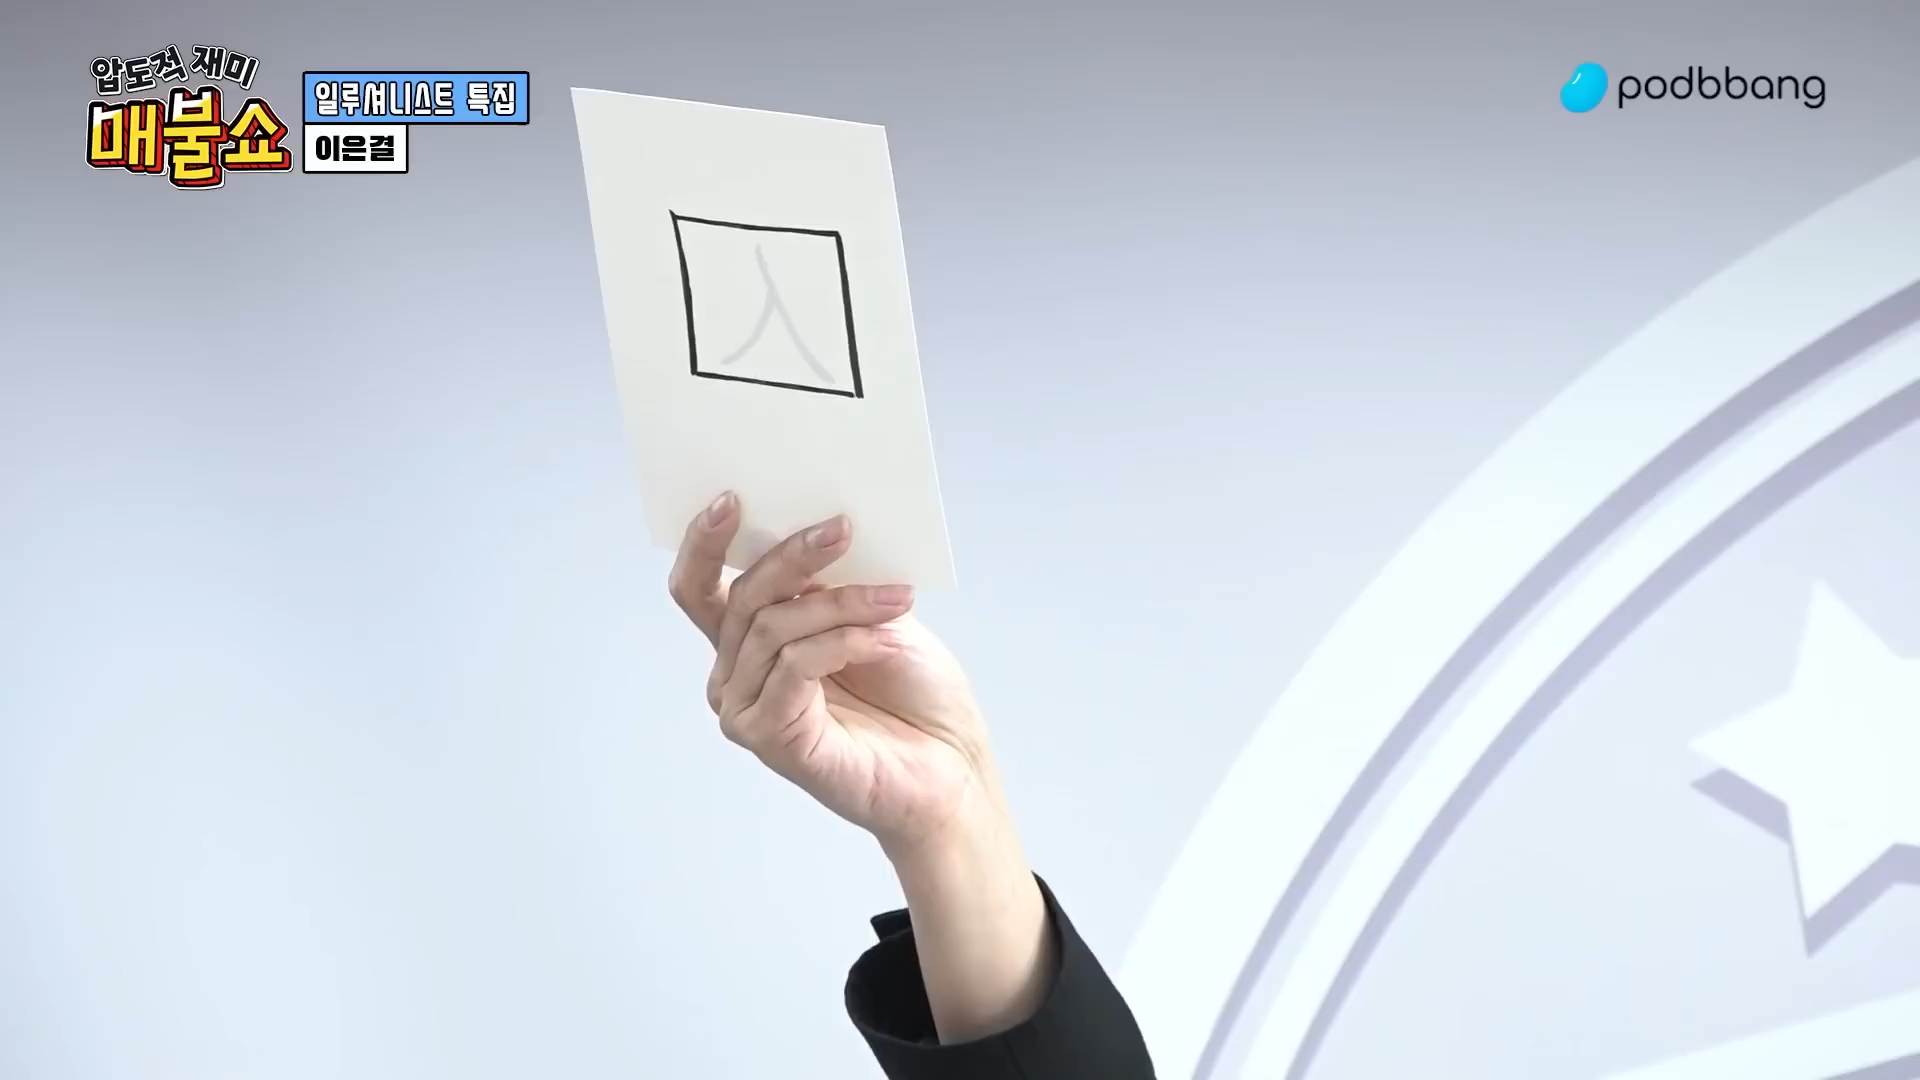 압도적 재미
매불쇼
일루셔니스트 특집
이은결
podbbang
人